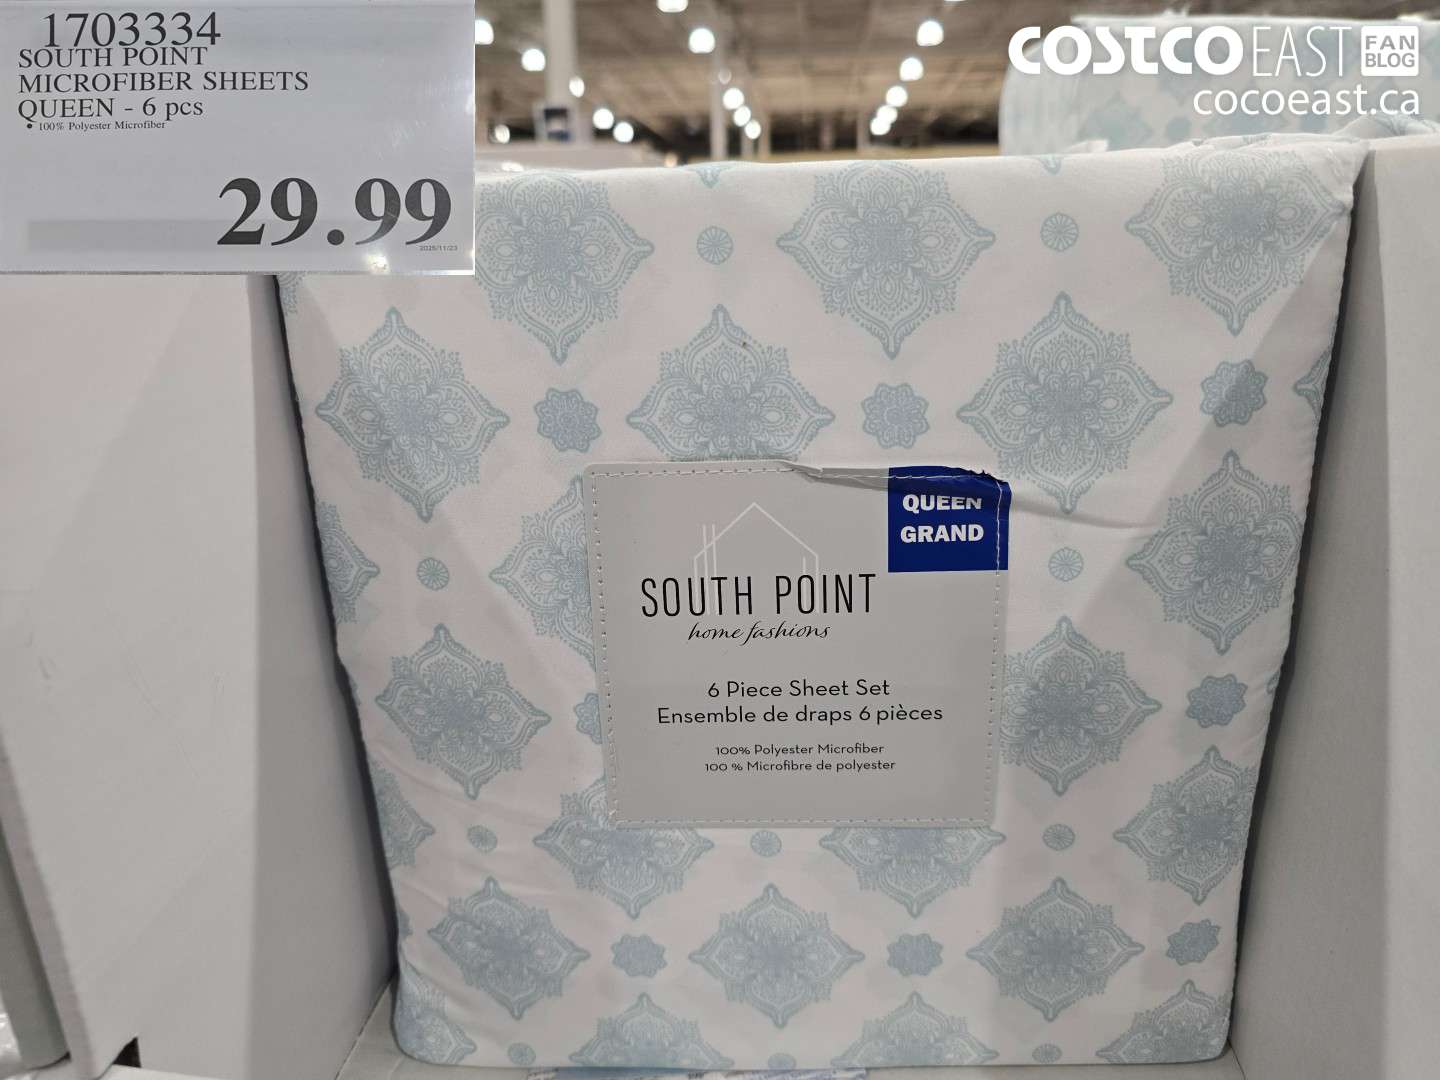 1703334
SOUTH POINT
MICROFIBER SHEETS
QUEEN - 6 pcs
• 100% Polyester Microfiber
29.99
2025/11/23
COSTCO EAST FAN BLOG
cocoeast.ca
QUEEN
GRAND
SOUTH POINT
home fashions
6 Piece Sheet Set
Ensemble de draps 6 pièces
100% Polyester Microfiber
100 % Microfibre de polyester